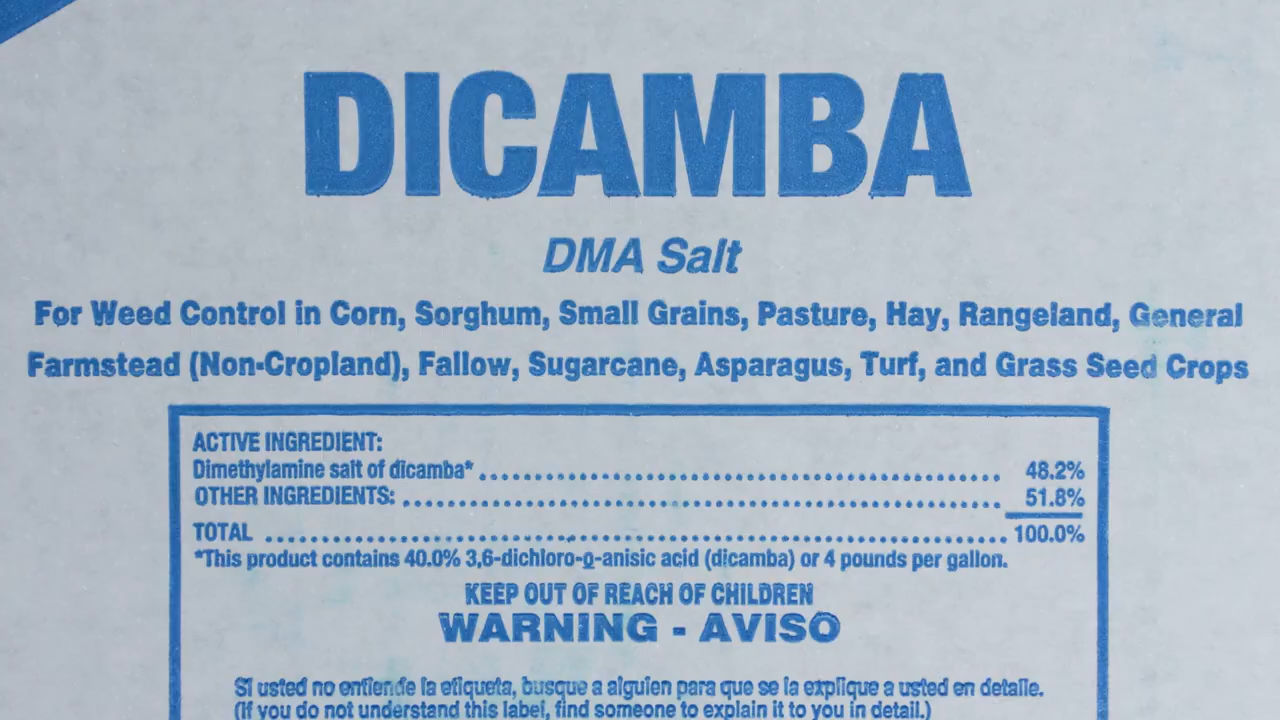 DICAMBA
DMA Salt
For Weed Control in Corn, Sorghum, Small Grains, Pasture, Hay, Rangeland, General
Farmstead (Non-Cropland), Fallow, Sugarcane, Asparagus, Turf, and Grass Seed Crops
ACTIVE INGREDIENT:
Dimethylamine salt of dicamba* ........................................ 48.2%
OTHER INGREDIENTS: ........................................ 51.8%
TOTAL ........................................ 100.0%
*This product contains 40.0% 3,6-dichloro-o-anisic acid (dicamba) or 4 pounds per gallon.
KEEP OUT OF REACH OF CHILDREN
WARNING - AVISO
Si usted no entiende la etiqueta, busque a alguien para que se la explique a usted en detalle.
(If you do not understand this label, find someone to explain it to you in detail.)